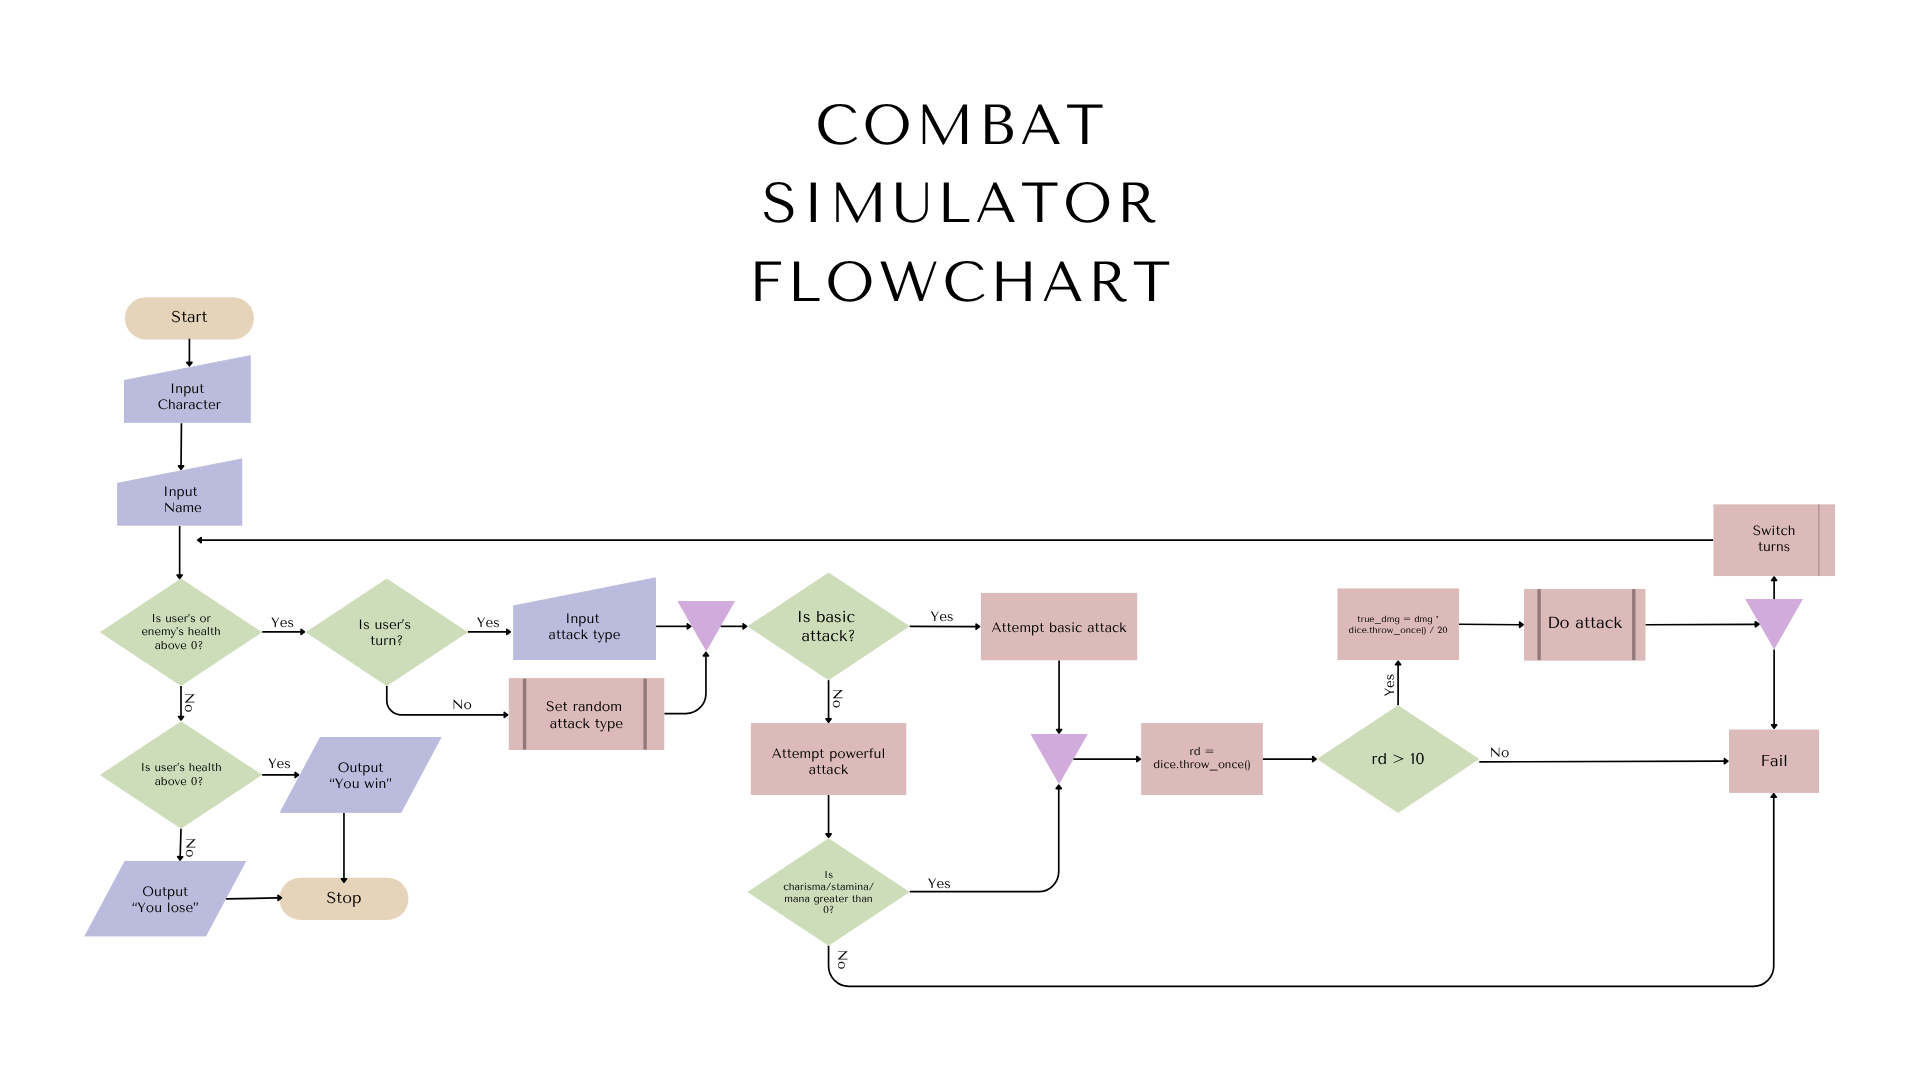 COMBAT
SIMULATOR
FLOWCHART
Start
Input
Character
Input
Name
Is user's or
enemy's health
above 0?
Yes
No
Is user's
turn?
Yes
No
Input
attack type
Set random
attack type
Is user's health
above 0?
Yes
No
Output
“You win”
Output
“You lose”
Stop
Is basic
attack?
Yes
No
Attempt basic attack
Attempt powerful
attack
Is
charisma/stamina/
mana greater than
0?
Yes
No
rd =
dice.throw_once()
rd > 10
Yes
No
true_dmg = dmg *
dice.throw_once() / 20
Do attack
Switch
turns
Fail